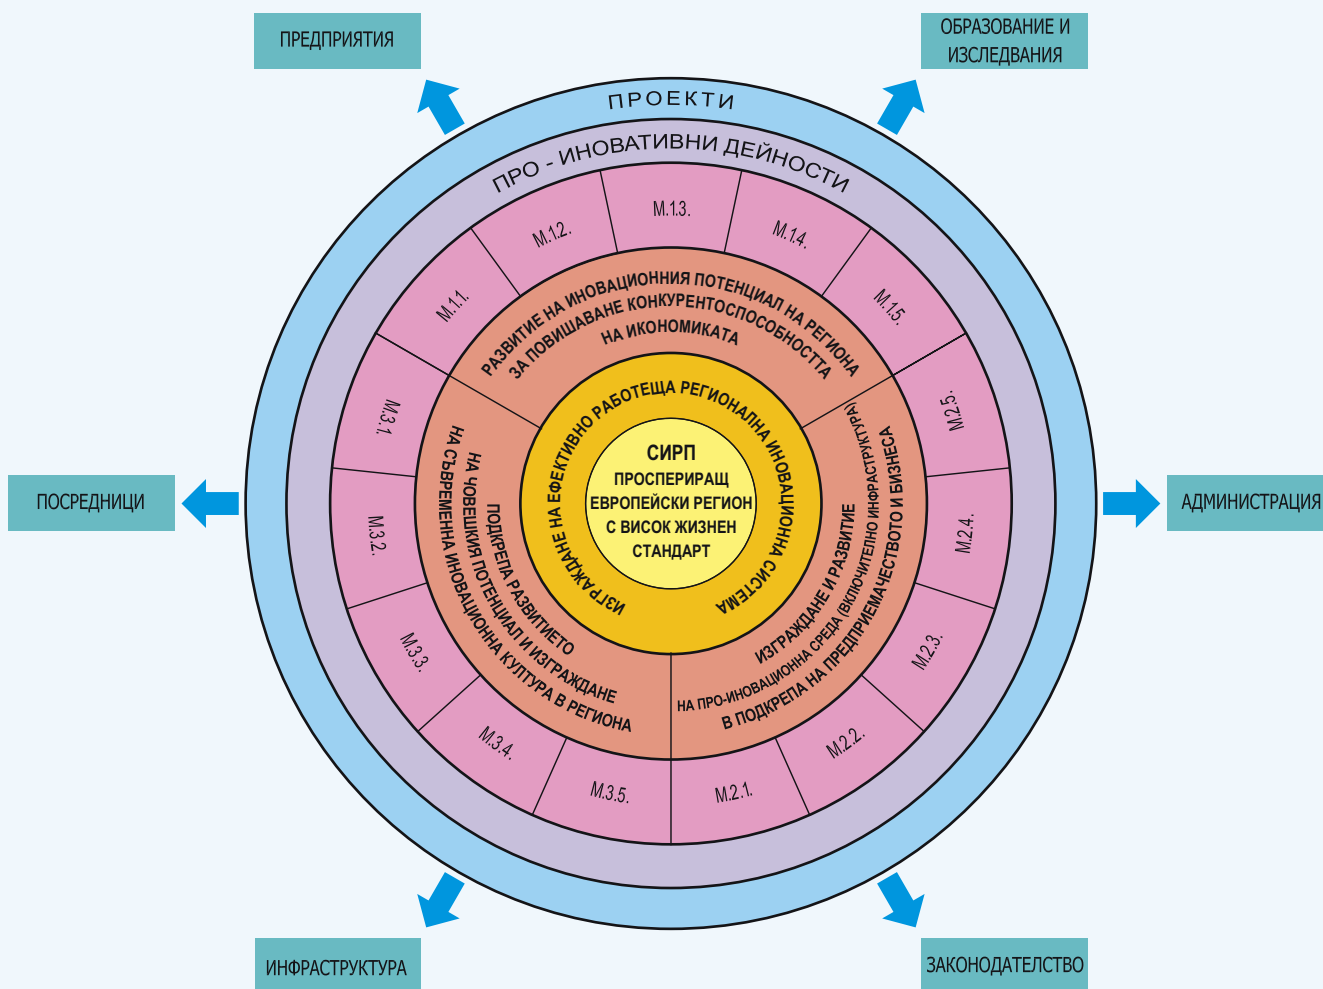 ПРЕДПРИЯТИЯ
ОБРАЗОВАНИЕ И
ИЗСЛЕДВАНИЯ
ПРОЕКТИ
ПРО - ИНОВАТИВНИ ДЕЙНОСТИ
М.1.1.
М.1.2.
М.1.3.
М.1.4.
М.1.5.
М.2.5.
М.2.4.
М.2.3.
М.2.2.
М.2.1.
М.3.5.
М.3.4.
М.3.3.
М.3.2.
М.3.1.
РАЗВИТИЕ НА ИНОВАЦИОННИЯ ПОТЕНЦИАЛ НА РЕГИОНА
ЗА ПОВИШАВАНЕ КОНКУРЕНТОСПОСОБНОСТТА
НА ИКОНОМИКАТА
ИЗГРАЖДАНЕ И РАЗВИТИЕ
НА ПРО-ИНОВАЦИОННА СРЕДА (ВКЛЮЧИТЕЛНО ИНФРАСТРУКТУРА)
В ПОДКРЕПА НА ПРЕДПРИЕМАЧЕСТВОТО И БИЗНЕСА
ПОДКРЕПА РАЗВИТИЕТО
НА ЧОВЕШКИЯ ПОТЕНЦИАЛ И ИЗГРАЖДАНЕ
НА СЪВРЕМЕННА ИНОВАЦИОННА КУЛТУРА В РЕГИОНА
ИЗГРАЖДАНЕ НА ЕФЕКТИВНО РАБОТЕЩА РЕГИОНАЛНА ИНОВАЦИОННА СИСТЕМА
СИРП
ПРОСПЕРИРАЩ
ЕВРОПЕЙСКИ РЕГИОН
С ВИСОК ЖИЗНЕН
СТАНДАРТ
ПОСРЕДНИЦИ
АДМИНИСТРАЦИЯ
ИНФРАСТРУКТУРА
ЗАКОНОДАТЕЛСТВО